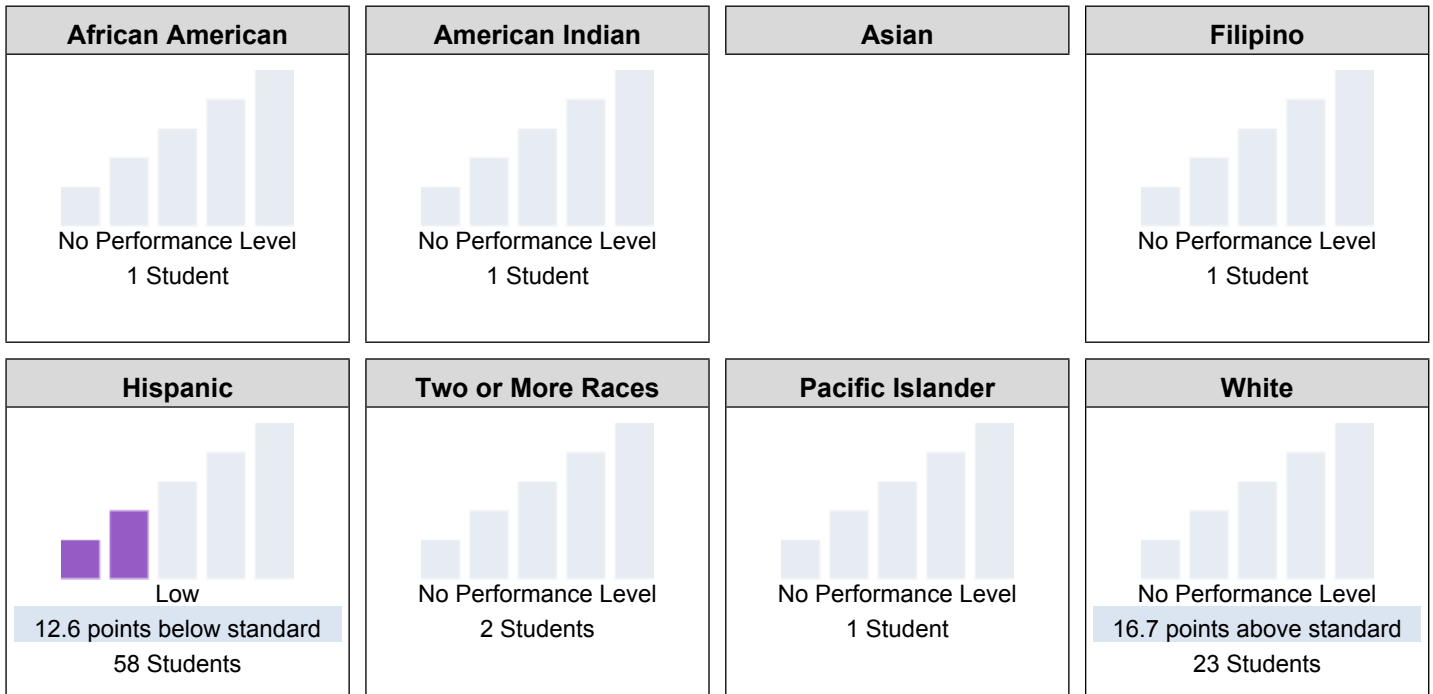 African American
No Performance Level
1 Student
American Indian
No Performance Level
1 Student
Asian
Filipino
No Performance Level
1 Student
Hispanic
Low
12.6 points below standard
58 Students
Two or More Races
No Performance Level
2 Students
Pacific Islander
No Performance Level
1 Student
White
No Performance Level
16.7 points above standard
23 Students